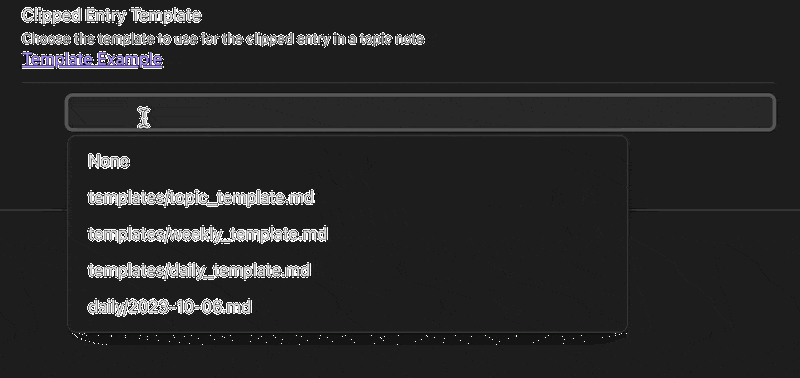 Clipped Entry Template
Choose the template to use for the clipped entry in a topic note
Template Example
None
templates/topic_template.md
templates/weekly_template.md
templates/daily_template.md
daily/2023-10-08.md